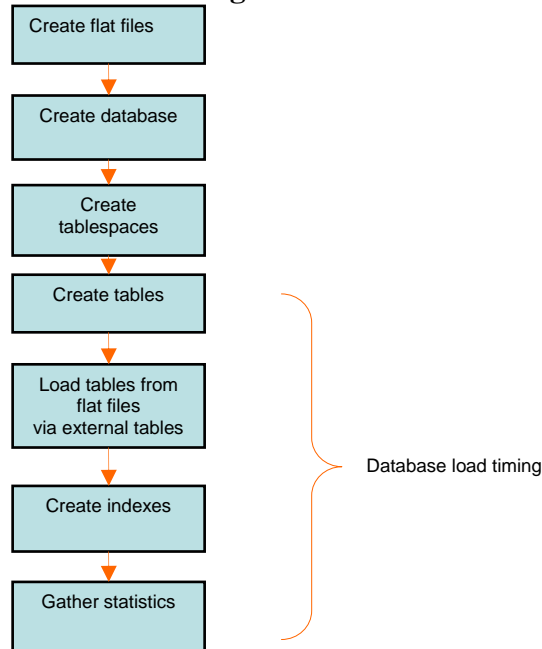 Create flat files
Create database
Create
tablespaces
Create tables
Load tables from
flat files
via external tables
Database load timing
Create indexes
Gather statistics